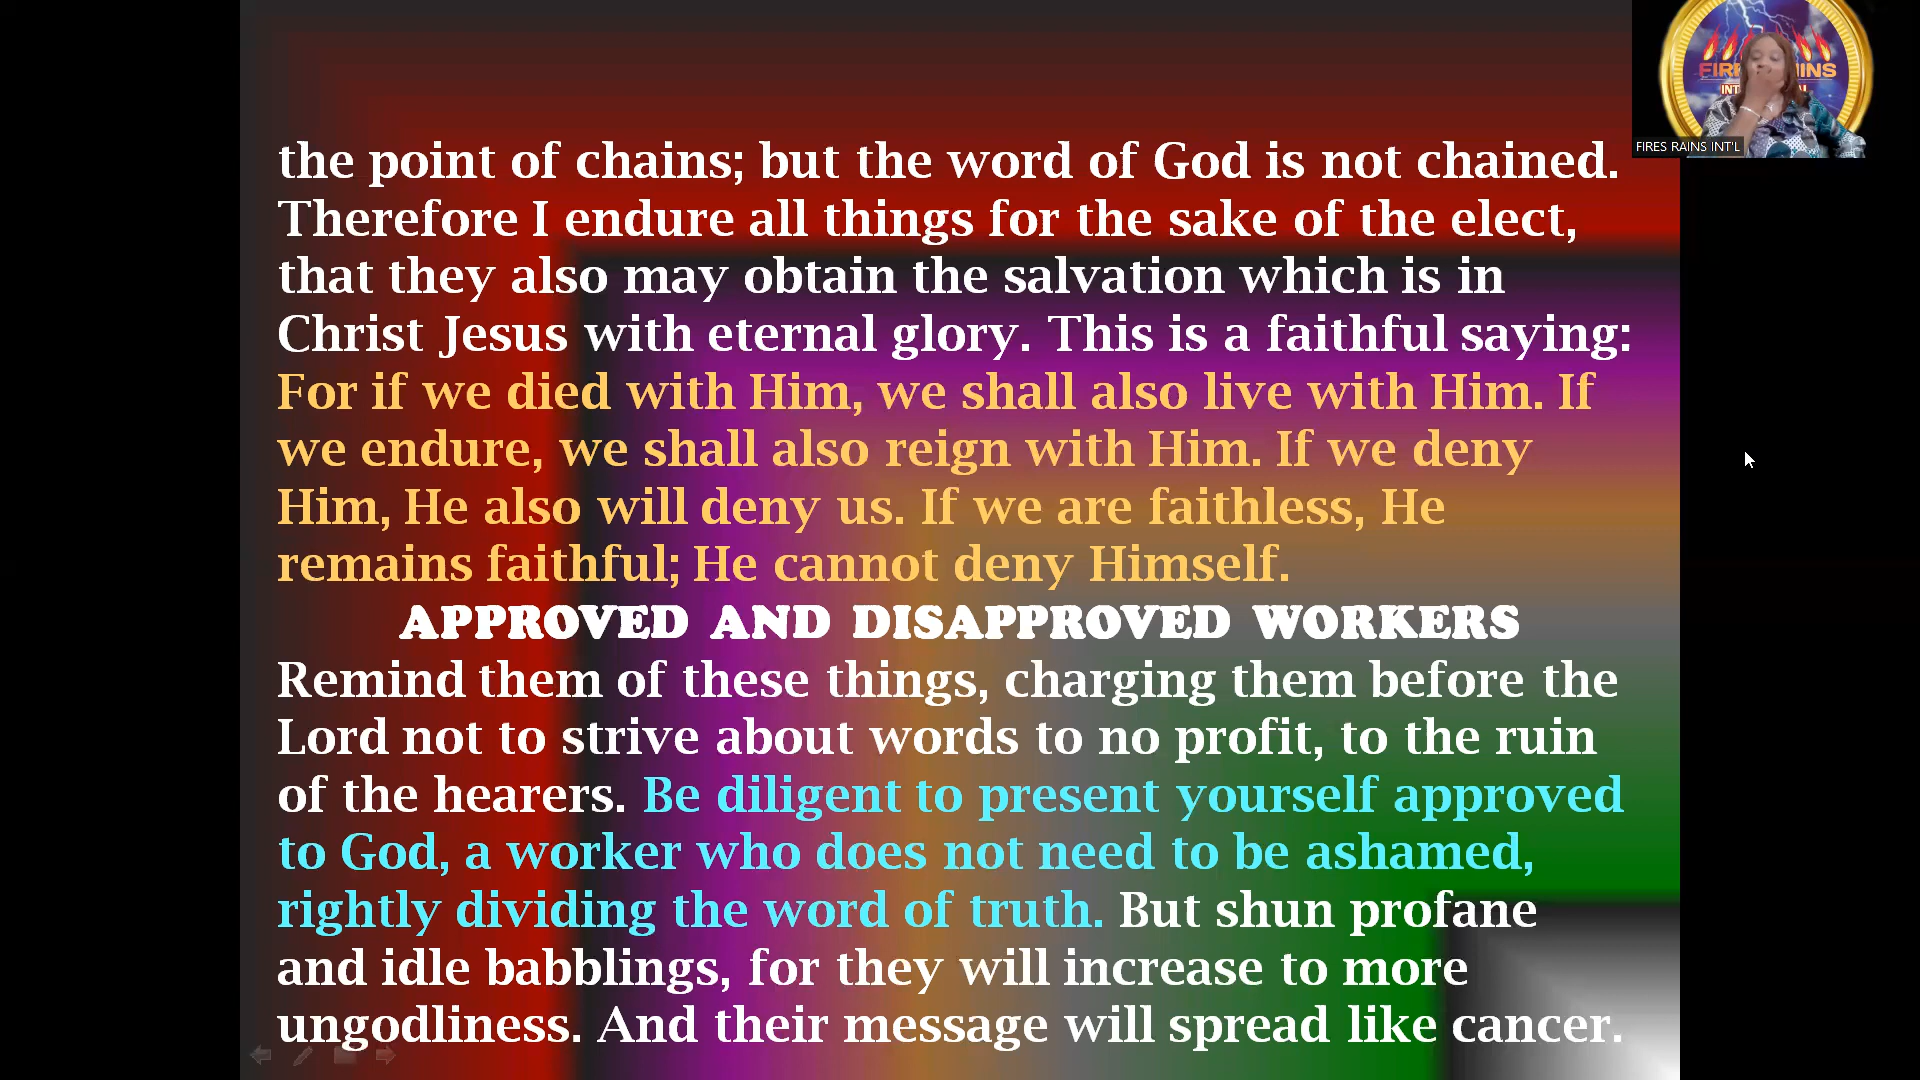 the point of chains; but the word of God is not chained.
Therefore I endure all things for the sake of the elect,
that they also may obtain the salvation which is in
Christ Jesus with eternal glory. This is a faithful saying:
For if we died with Him, we shall also live with Him. If
we endure, we shall also reign with Him. If we deny
Him, He also will deny us. If we are faithless, He
remains faithful; He cannot deny Himself.
APPROVED AND DISAPPROVED WORKERS
Remind them of these things, charging them before the
Lord not to strive about words to no profit, to the ruin
of the hearers. Be diligent to present yourself approved
to God, a worker who does not need to be ashamed,
rightly dividing the word of truth. But shun profane
and idle babblings, for they will increase to more
ungodliness. And their message will spread like cancer.
FIRES RAINS INT'L